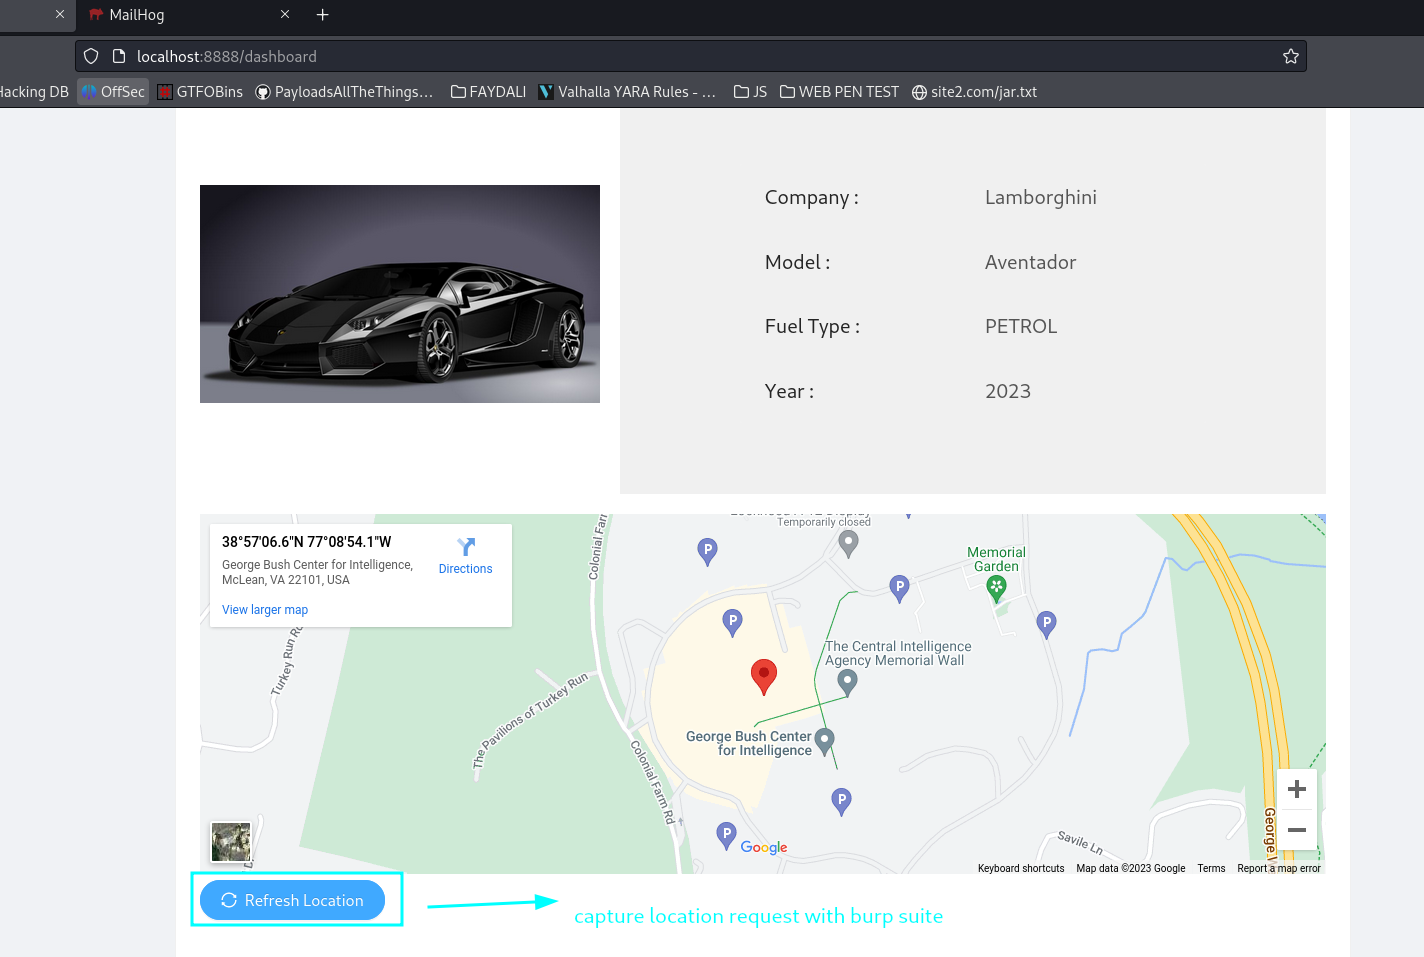 MailHog
localhost:8888/dashboard
Hacking DB OffSec GTFOBins PayloadsAllTheThings… FAYDALI Valhalla YARA Rules - … JS WEB PEN TEST site2.com/jar.txt
Company : Lamborghini
Model : Aventador
Fuel Type : PETROL
Year : 2023
38°57'06.6"N 77°08'54.1"W
George Bush Center for Intelligence,
McLean, VA 22101, USA
Directions
View larger map
Temporarily closed
Colonial Farm
Memorial
Garden
P
P
P
P
The Central Intelligence
Agency Memorial Wall
Turkey Run Rd
The Pavilions of Turkey Run
George Bush Center
for Intelligence
Colonial Farm Rd
P
P
Google
Savile Ln
George W
Keyboard shortcuts Map data ©2023 Google Terms Report a map error
Refresh Location
capture location request with burp suite